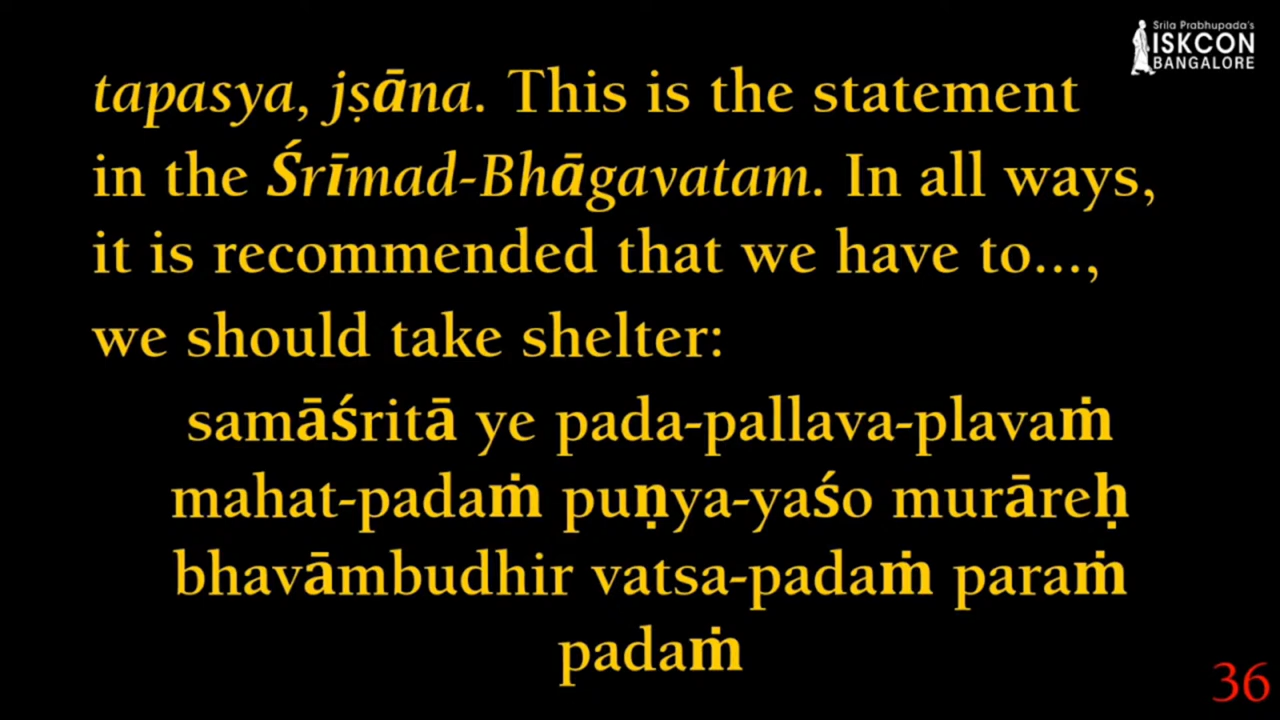 Srila Prabhupada's
ISKCON
BANGALORE
tapasya, jṣāna. This is the statement
in the Śrīmad-Bhāgavatam. In all ways,
it is recommended that we have to...,
we should take shelter:
samāśritā ye pada-pallava-plavaṁ
mahat-padaṁ puṇya-yaśo murāreḥ
bhavāmbudhir vatsa-padaṁ paraṁ
padaṁ
36